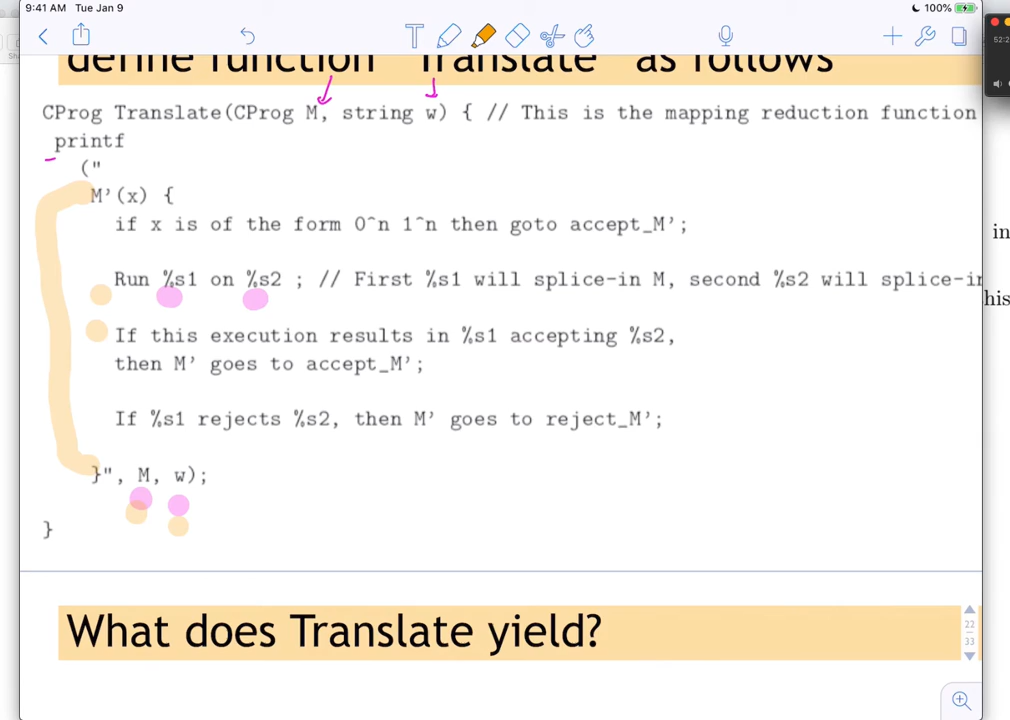 9:41 AM Tue Jan 9
100%
define function "Translate" as follows
CProg Translate(CProg M, string w) { // This is the mapping reduction function
printf
("
M'(x) {
if x is of the form 0^n 1^n then goto accept_M';
Run %s1 on %s2 ; // First %s1 will splice-in M, second %s2 will splice-in
If this execution results in %s1 accepting %s2,
then M' goes to accept_M';
If %s1 rejects %s2, then M' goes to reject_M';
}", M, w);
}
What does Translate yield?
22
33
in
his